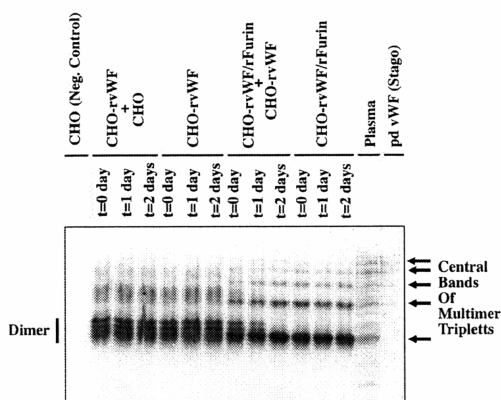 CHO (Neg. Control)
CHO-rvWF
+
CHO
CHO-rvWF
CHO-rvWF/rFurin
+
CHO-rvWF
CHO-rvWF/rFurin
Plasma
pd vWF (Stago)
t=0 day
t=1 day
t=2 days
t=0 day
t=1 day
t=2 days
t=0 day
t=1 day
t=2 days
t=0 day
t=1 day
t=2 days
Dimer
Central
Bands
Of
Multimer
Tripletts